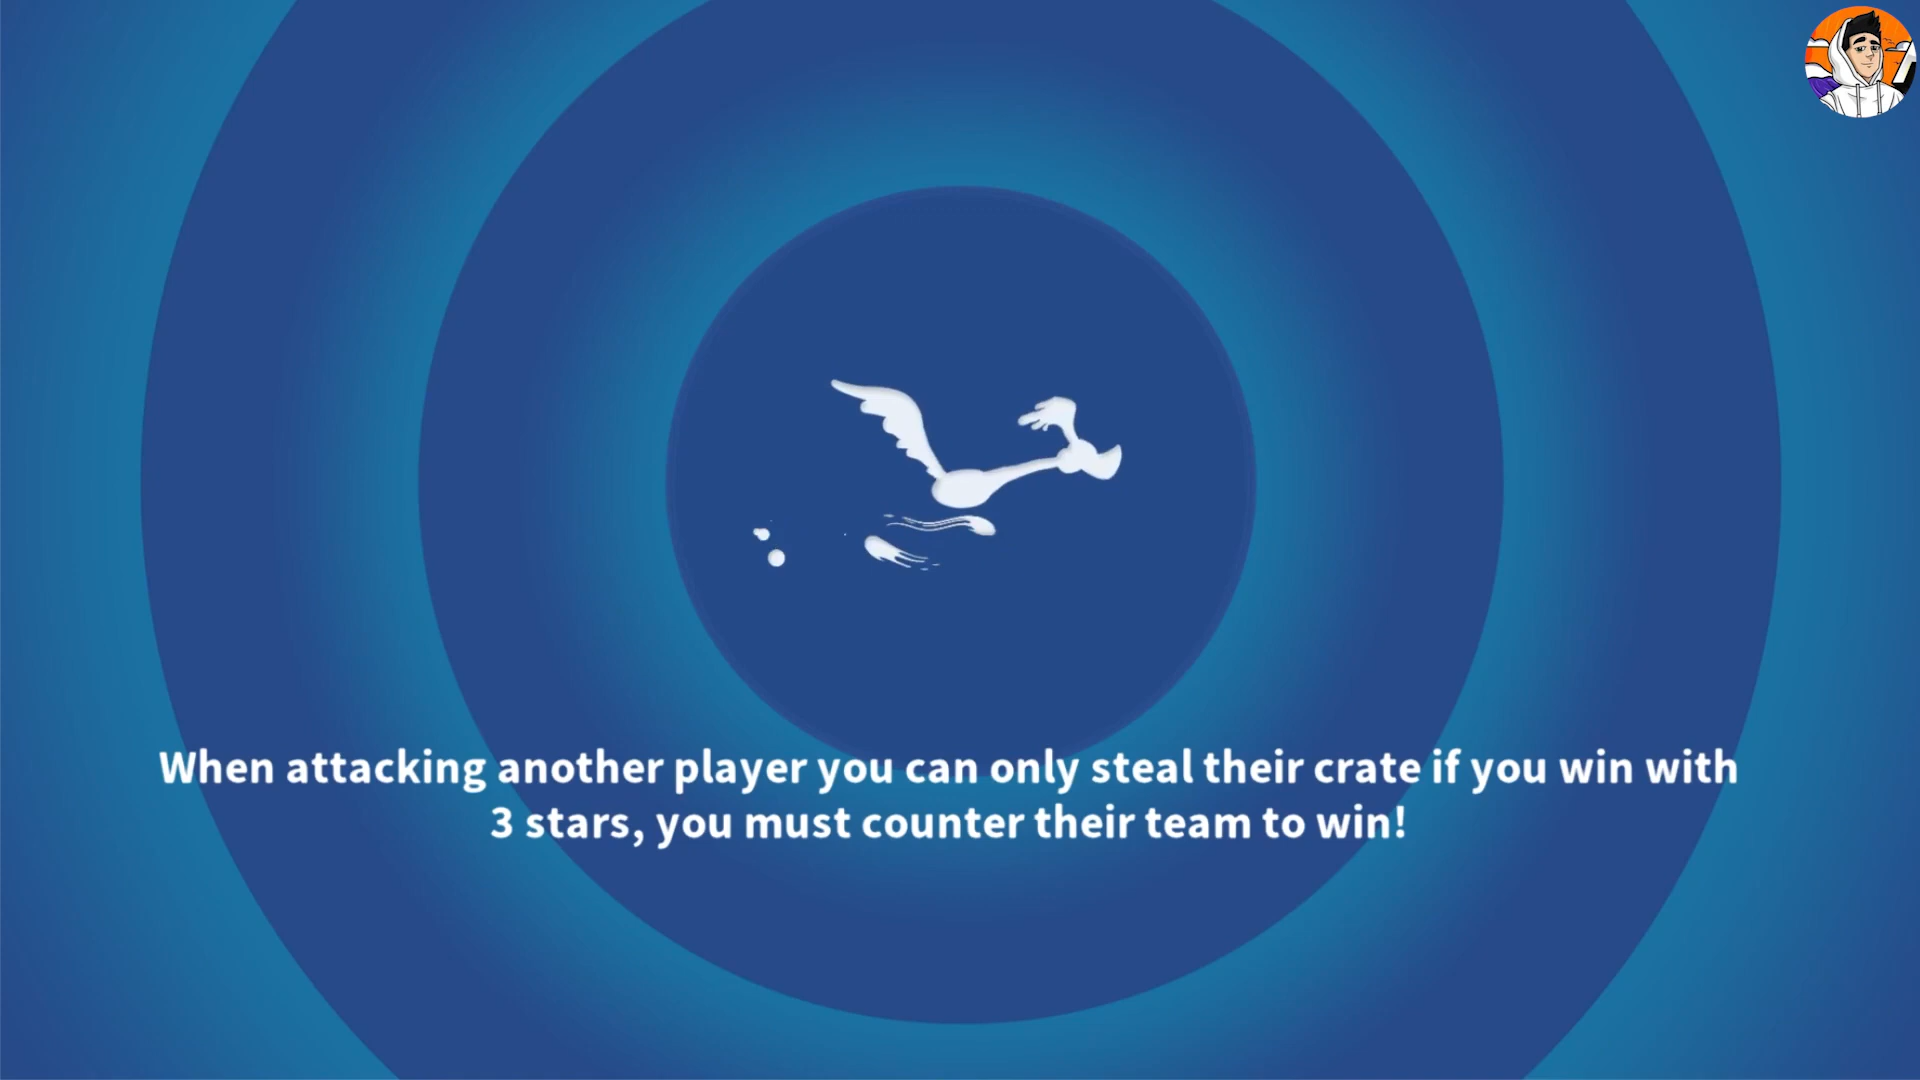 When attacking another player you can only steal their crate if you win with
3 stars, you must counter their team to win!